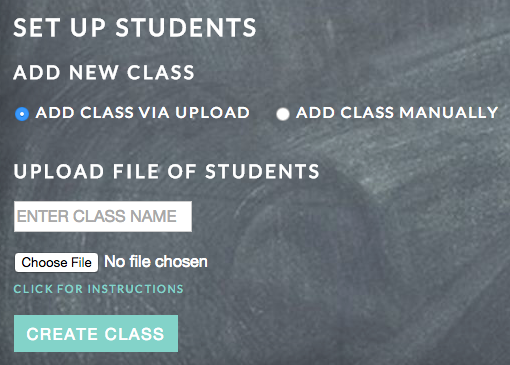 SET UP STUDENTS
ADD NEW CLASS
ADD CLASS VIA UPLOAD ADD CLASS MANUALLY
UPLOAD FILE OF STUDENTS
ENTER CLASS NAME
Choose File No file chosen
CLICK FOR INSTRUCTIONS
CREATE CLASS